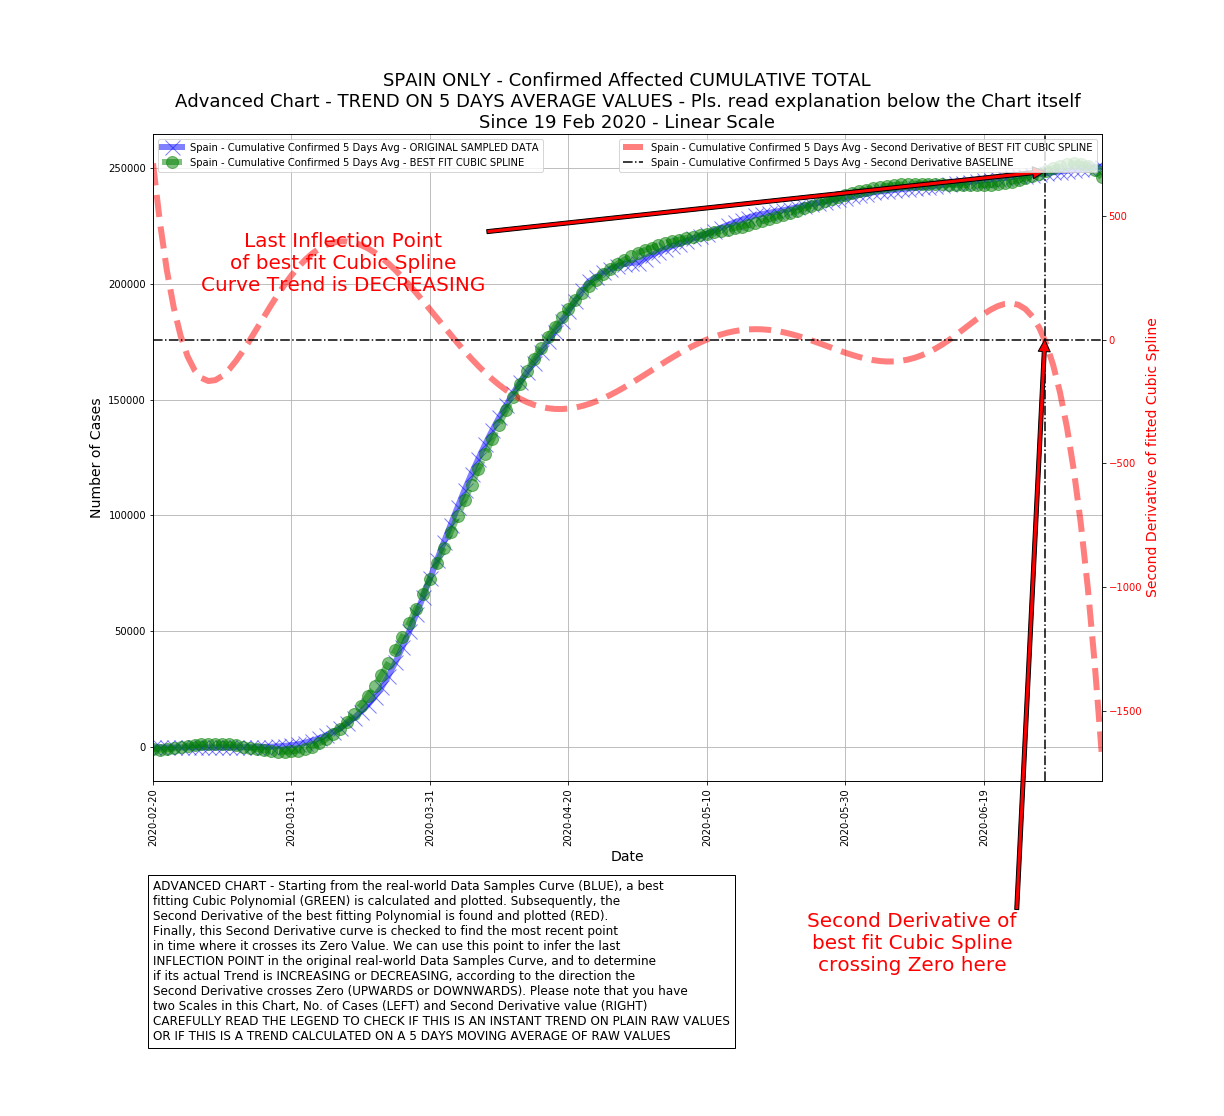 SPAIN ONLY - Confirmed Affected CUMULATIVE TOTAL
Advanced Chart - TREND ON 5 DAYS AVERAGE VALUES - Pls. read explanation below the Chart itself
Since 19 Feb 2020 - Linear Scale
Spain - Cumulative Confirmed 5 Days Avg - ORIGINAL SAMPLED DATA
Spain - Cumulative Confirmed 5 Days Avg - BEST FIT CUBIC SPLINE
Spain - Cumulative Confirmed 5 Days Avg - Second Derivative of BEST FIT CUBIC SPLINE
Spain - Cumulative Confirmed 5 Days Avg - Second Derivative BASELINE
Last Inflection Point
of best fit Cubic Spline
Curve Trend is DECREASING
Number of Cases
250000
200000
150000
100000
50000
0
500
0
−500
−1000
−1500
Second Derivative of fitted Cubic Spline
2020-02-20
2020-03-11
2020-03-31
2020-04-20
2020-05-10
2020-05-30
2020-06-19
Date
ADVANCED CHART - Starting from the real-world Data Samples Curve (BLUE), a best
fitting Cubic Polynomial (GREEN) is calculated and plotted. Subsequently, the
Second Derivative of the best fitting Polynomial is found and plotted (RED).
Finally, this Second Derivative curve is checked to find the most recent point
in time where it crosses its Zero Value. We can use this point to infer the last
INFLECTION POINT in the original real-world Data Samples Curve, and to determine
if its actual Trend is INCREASING or DECREASING, according to the direction the
Second Derivative crosses Zero (UPWARDS or DOWNWARDS). Please note that you have
two Scales in this Chart, No. of Cases (LEFT) and Second Derivative value (RIGHT)
CAREFULLY READ THE LEGEND TO CHECK IF THIS IS AN INSTANT TREND ON PLAIN RAW VALUES
OR IF THIS IS A TREND CALCULATED ON A 5 DAYS MOVING AVERAGE OF RAW VALUES
Second Derivative of
best fit Cubic Spline
crossing Zero here